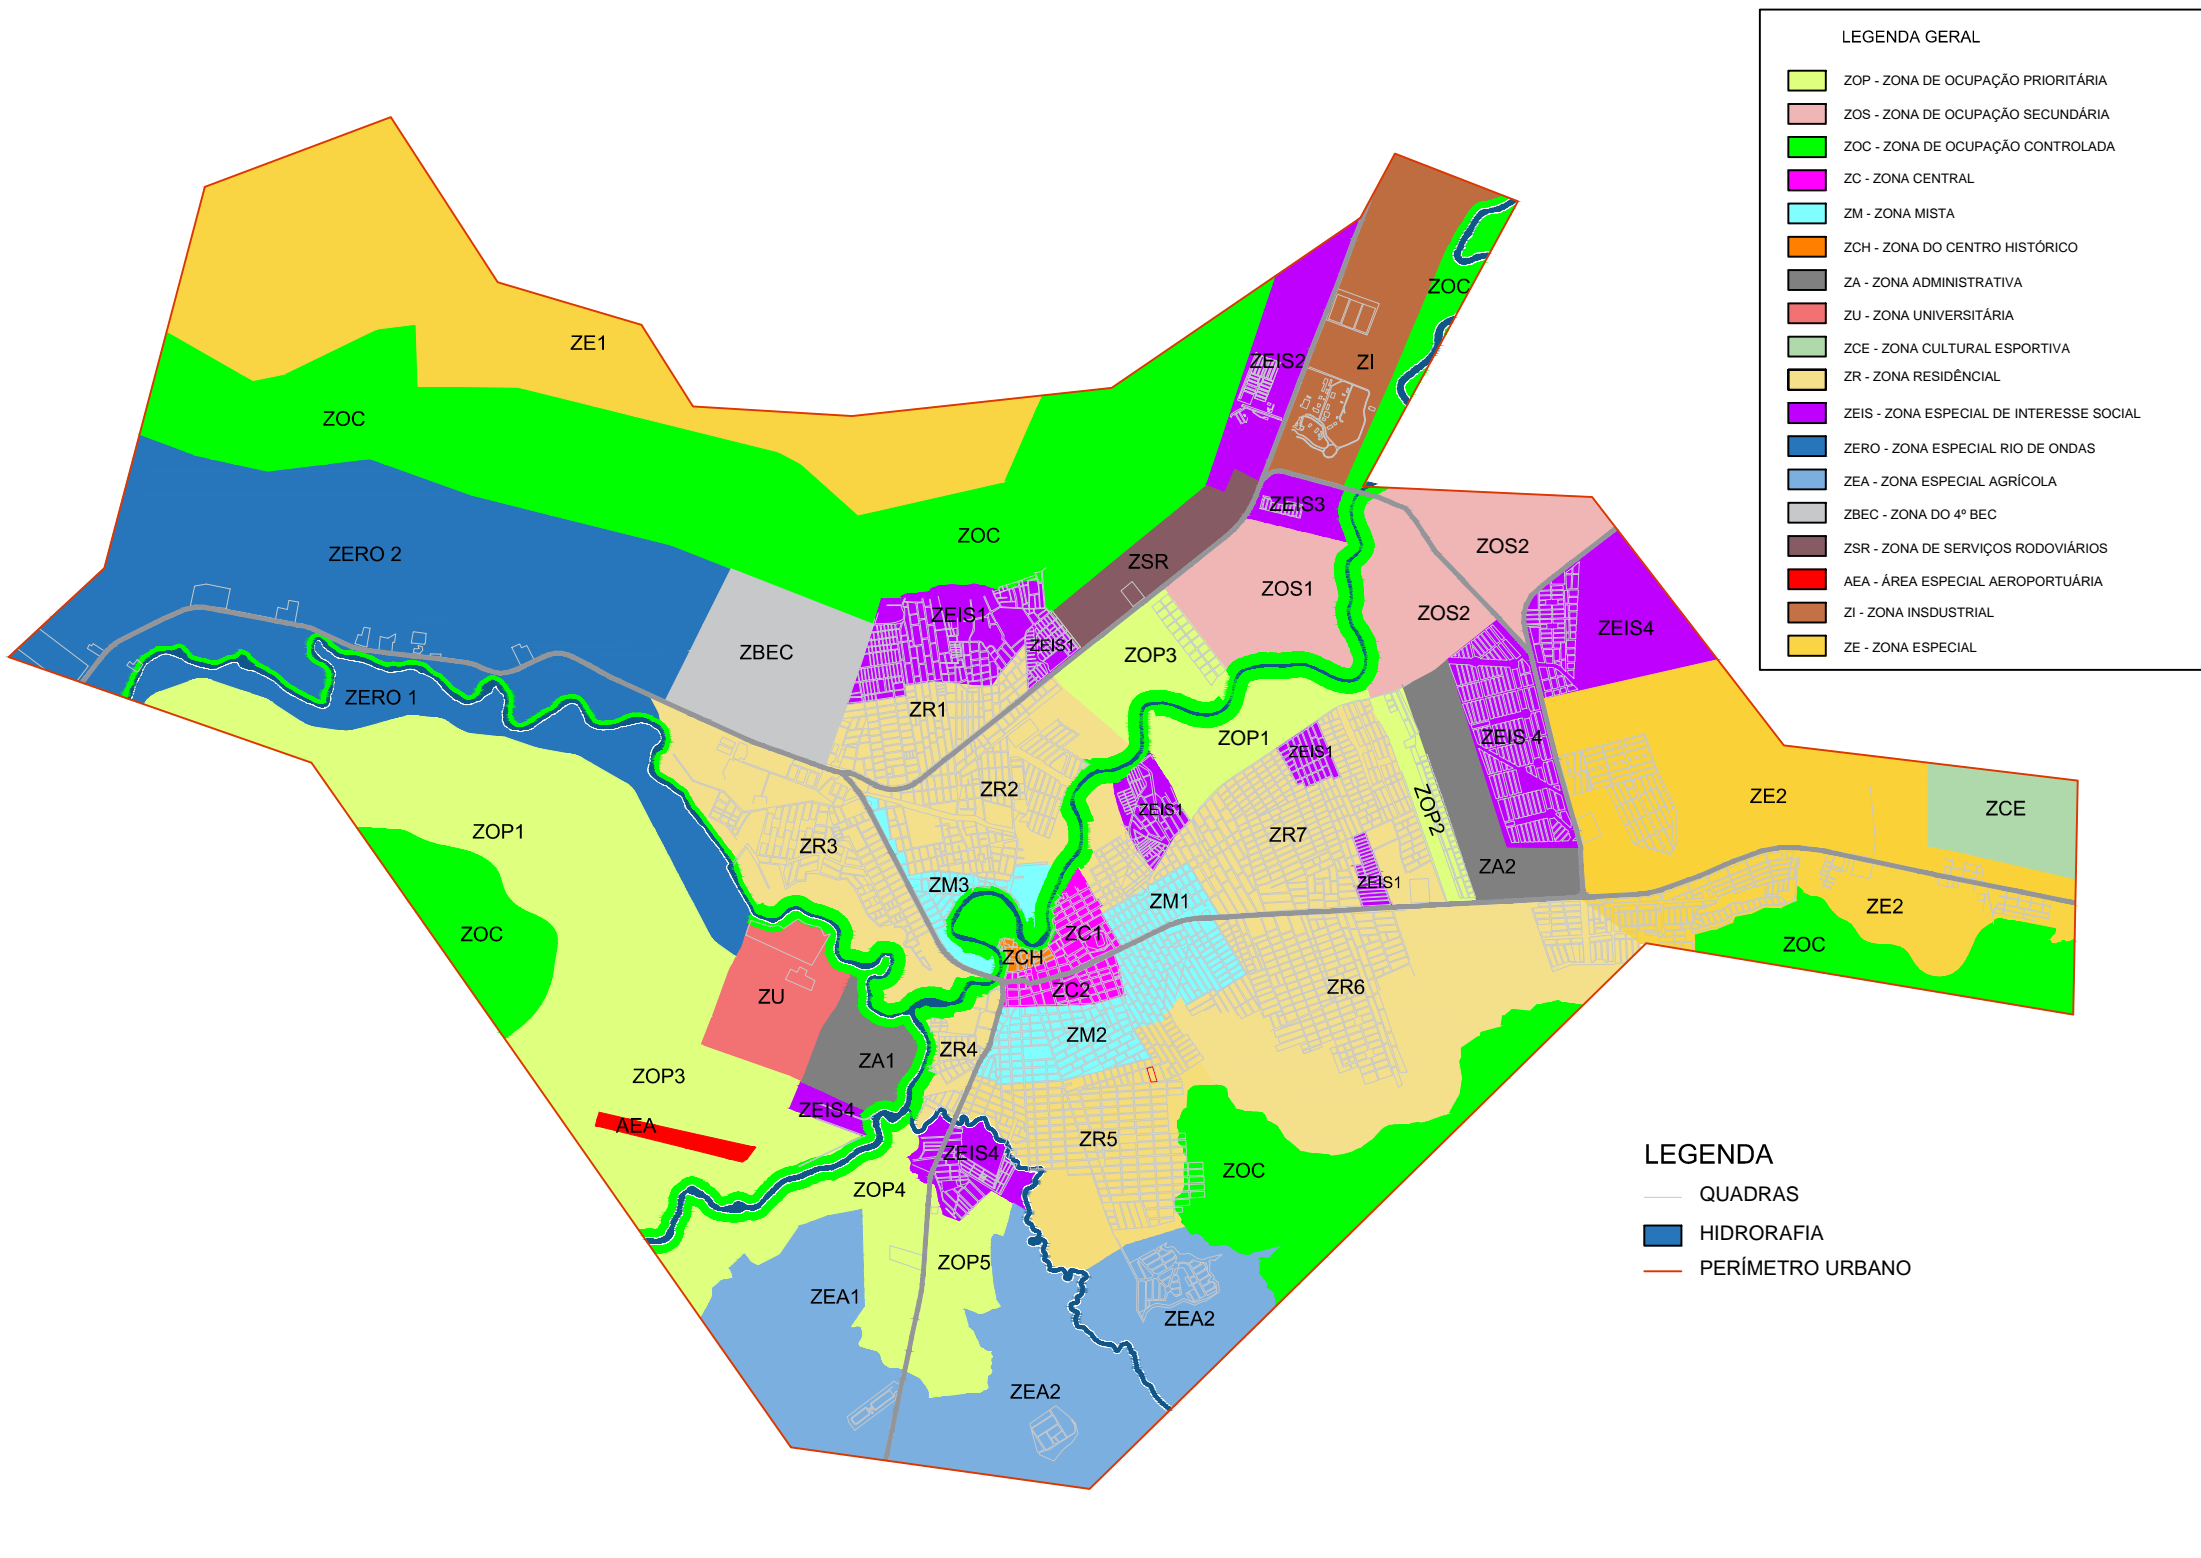 LEGENDA GERAL
ZOP - ZONA DE OCUPAÇÃO PRIORITÁRIA
ZOS - ZONA DE OCUPAÇÃO SECUNDÁRIA
ZOC - ZONA DE OCUPAÇÃO CONTROLADA
ZC - ZONA CENTRAL
ZM - ZONA MISTA
ZCH - ZONA DO CENTRO HISTÓRICO
ZA - ZONA ADMINISTRATIVA
ZU - ZONA UNIVERSITÁRIA
ZCE - ZONA CULTURAL ESPORTIVA
ZR - ZONA RESIDÊNCIAL
ZEIS - ZONA ESPECIAL DE INTERESSE SOCIAL
ZERO - ZONA ESPECIAL RIO DE ONDAS
ZEA - ZONA ESPECIAL AGRÍCOLA
ZBEC - ZONA DO 4º BEC
ZSR - ZONA DE SERVIÇOS RODOVIÁRIOS
AEA - ÁREA ESPECIAL AEROPORTUÁRIA
ZI - ZONA INSDUSTRIAL
ZE - ZONA ESPECIAL
ZOC
ZE1
ZEIS2
ZI
ZOC
ZEIS3
ZOC
ZOS2
ZERO 2
ZSR
ZOS1
ZOS2
ZEIS1
ZEIS4
ZEIS1
ZBEC
ZOP3
ZERO 1
ZR1
ZOP1
ZEIS1
ZEIS 4
ZR2
ZE2
ZEIS1
ZCE
ZOP2
ZOP1
ZR7
ZR3
ZA2
ZM3
ZEIS1
ZM1
ZE2
ZOC
ZC1
ZOC
ZCH
ZR6
ZC2
ZU
ZM2
ZR4
ZA1
ZOP3
ZEIS4
AEA
ZR5
ZEIS4
ZOC
ZOP4
ZOP5
ZEA1
ZEA2
ZEA2
LEGENDA
QUADRAS
HIDRORAFIA
PERÍMETRO URBANO